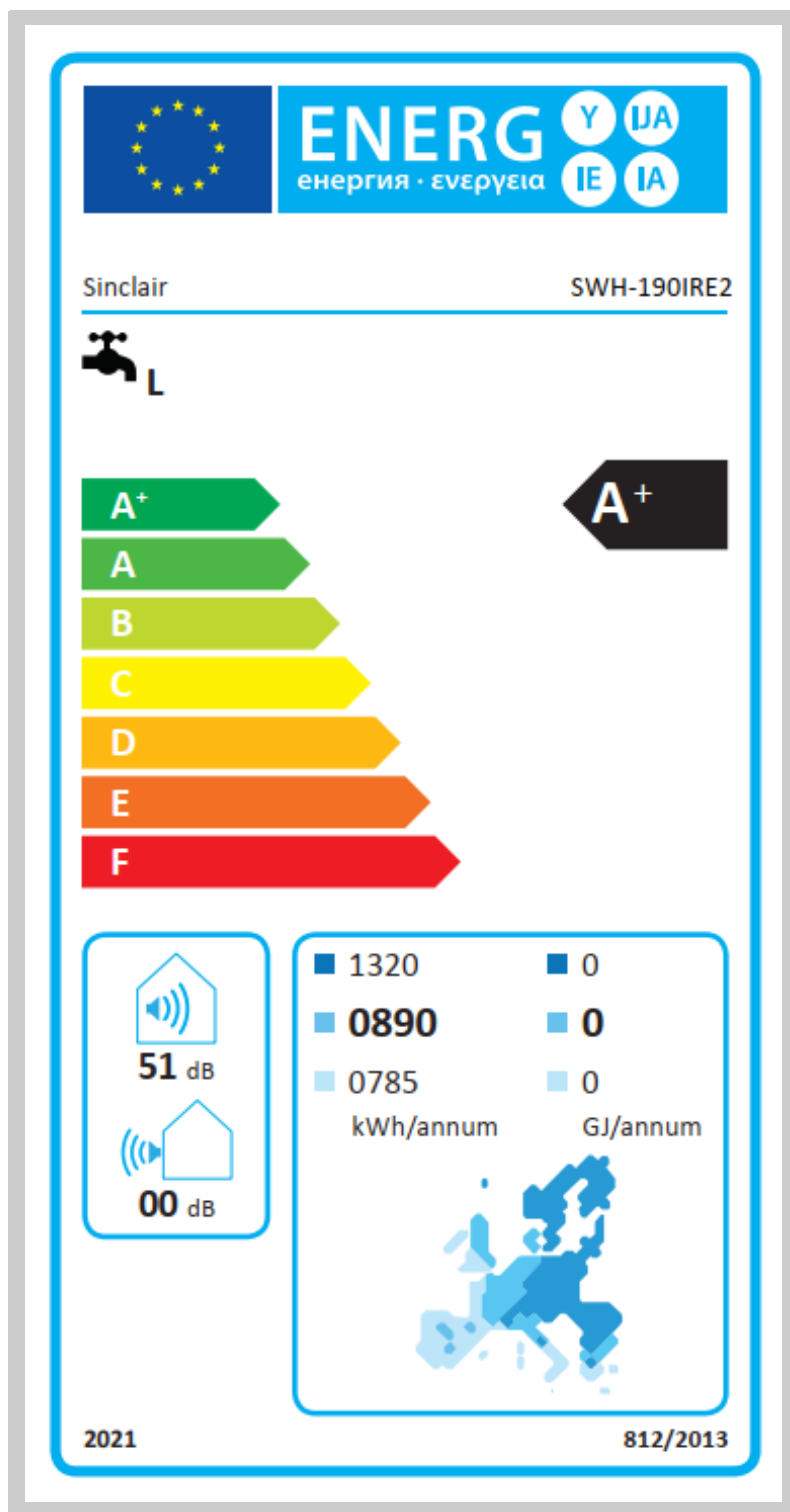 ENERG Y IJA
енергия · ενεργεια IE IA
Sinclair SWH-190IRE2
L
A+ A+
A
B
C
D
E
F
51 dB
00 dB
1320 0
0890 0
0785 0
kWh/annum GJ/annum
2021 812/2013